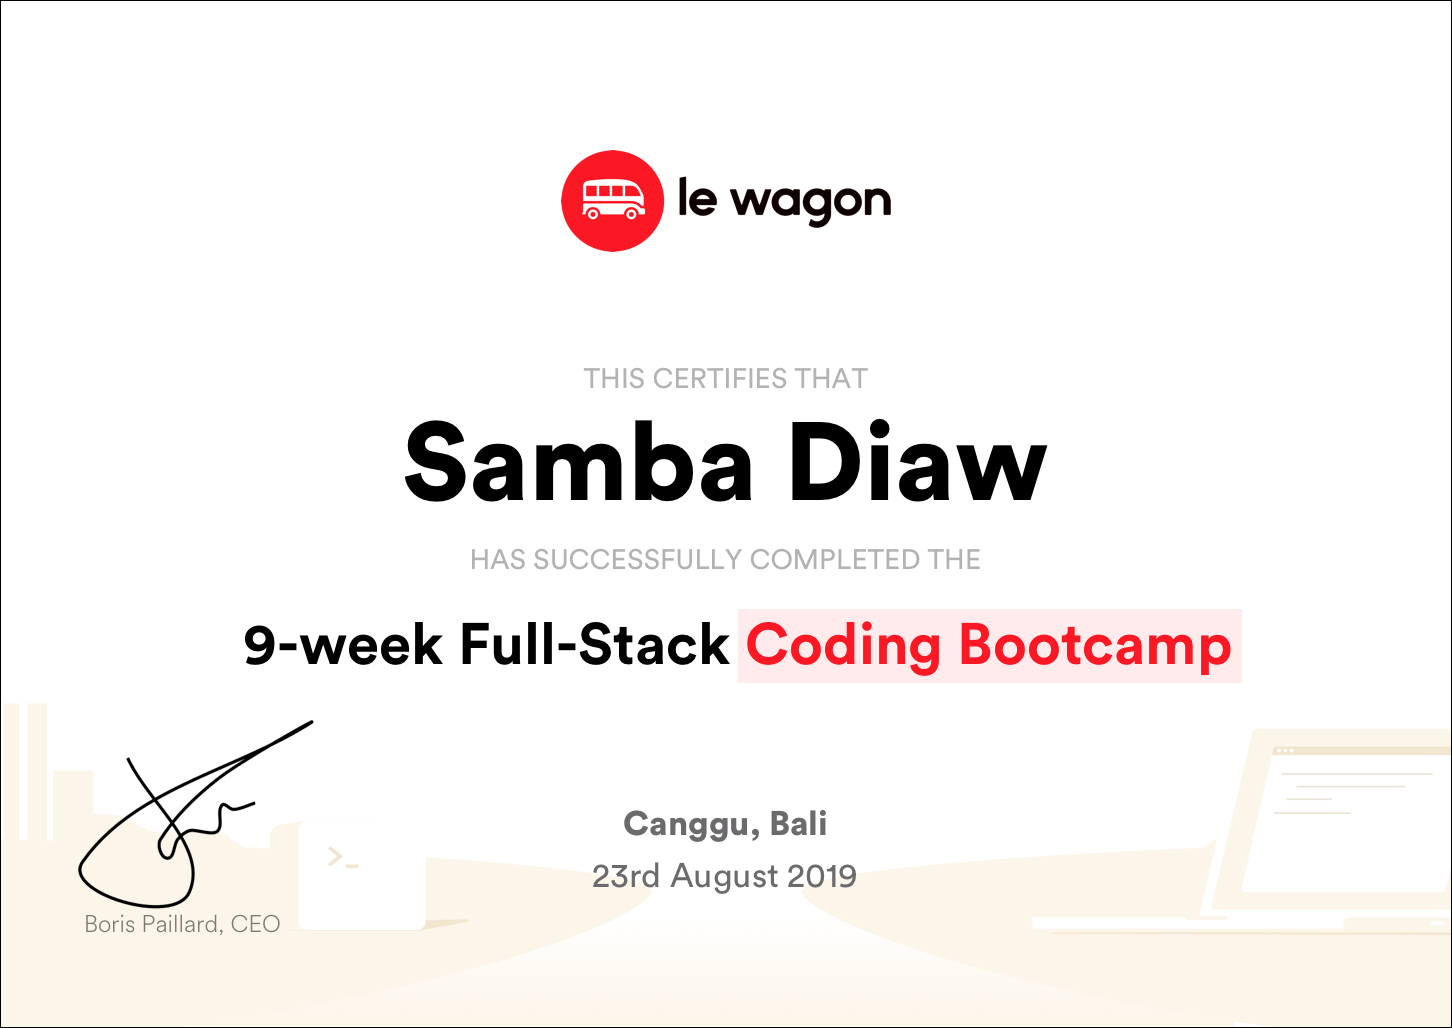 le wagon
THIS CERTIFIES THAT
Samba Diaw
HAS SUCCESSFULLY COMPLETED THE
9-week Full-Stack Coding Bootcamp
Canggu, Bali
23rd August 2019
>_
Boris Paillard, CEO